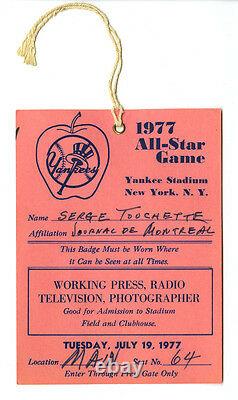 Yankees
1977
All-Star
Game
Yankee Stadium
New York, N. Y.
Name SERGE TOUCHETTE
Affiliation JOURNAL DE MONTREAL
This Badge Must be Worn Where
it Can be Seen at all Times.
WORKING PRESS, RADIO
TELEVISION, PHOTOGRAPHER
Good for Admission to Stadium
Field and Clubhouse.
TUESDAY, JULY 19, 1977
Location MAIN Seat No. 64
Enter Through Press Gate Only
ebay